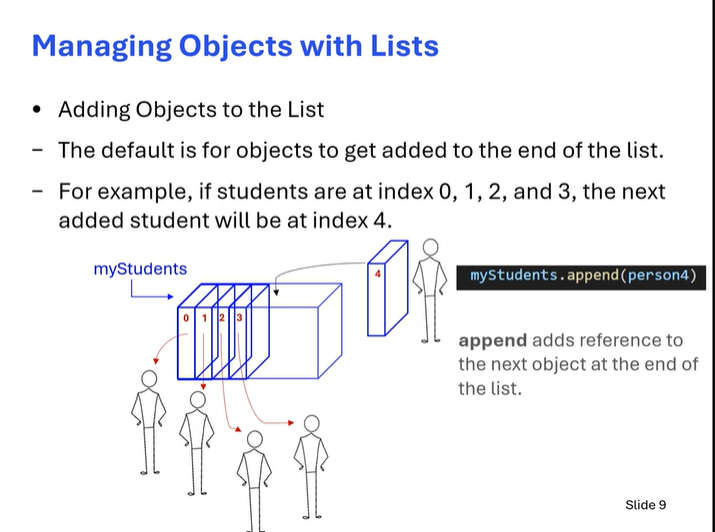 Managing Objects with Lists
• Adding Objects to the List
– The default is for objects to get added to the end of the list.
– For example, if students are at index 0, 1, 2, and 3, the next
added student will be at index 4.
myStudents
4
myStudents.append(person4)
0 1 2 3
append adds reference to
the next object at the end of
the list.
Slide 9